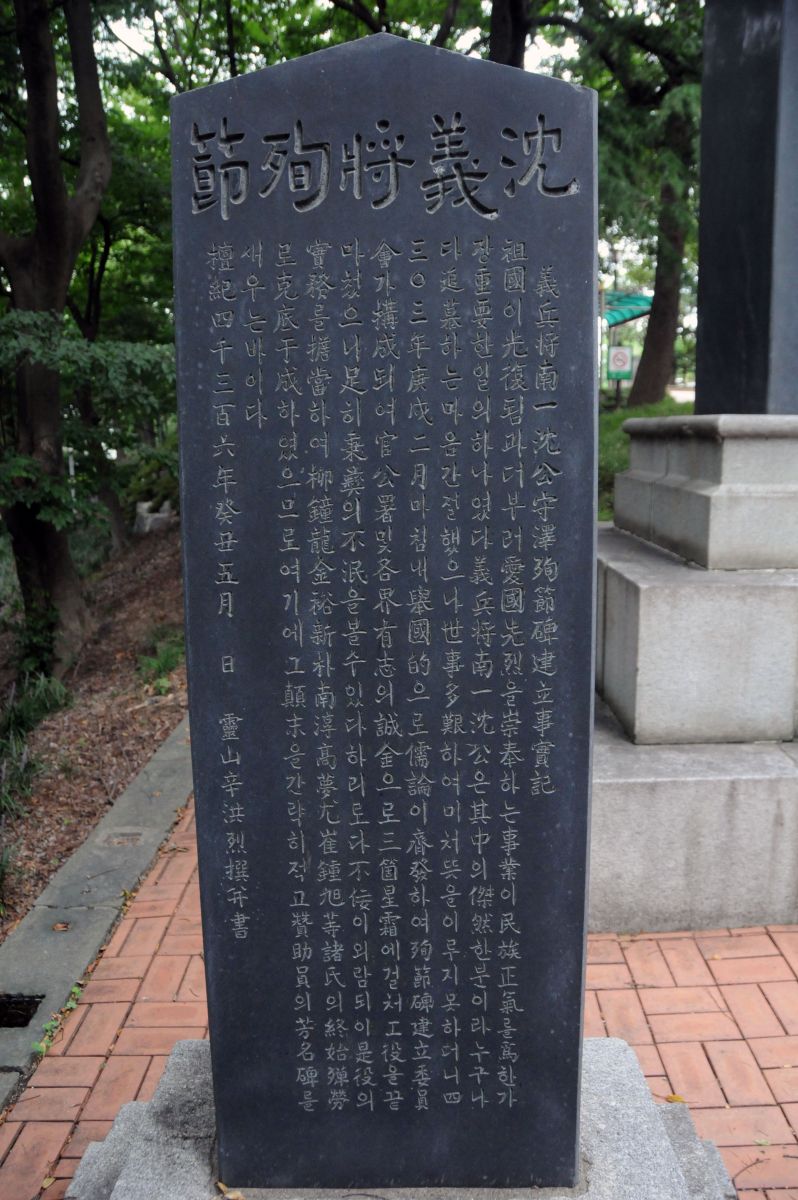 沈義將殉節
義兵將南一沈公守澤殉節碑建立事實記
祖國이光復됨과더부러愛國先烈을崇奉하는事業이民族正氣를爲한가
장重要한일의하나였다義兵將南一沈公은其中의傑然한분이라누구나
다追慕하는마음간절했으나世事多艱하여미처뜻을이루지못하더니四
三〇三年庚戌二月마침내擧國的으로儒論이齊發하여殉節碑建立委員
會가搆成되여官公署및各界有志의誠金으로三箇星霜에걸처工役을끝
마첬으니足히秉彝의不泯을볼수있다하리로다不佞이외람되이是役의
實務를擔當하여柳鐘龍金裕新朴南淳高夢尤崔鍾旭等諸氏의終始殫勞
로克底于成하였으므로여기에그顚末을간략히적고贊助員의芳名碑를
새우는바이다
檀紀四千三百六年癸丑五月 日 靈山辛洪烈撰幷書